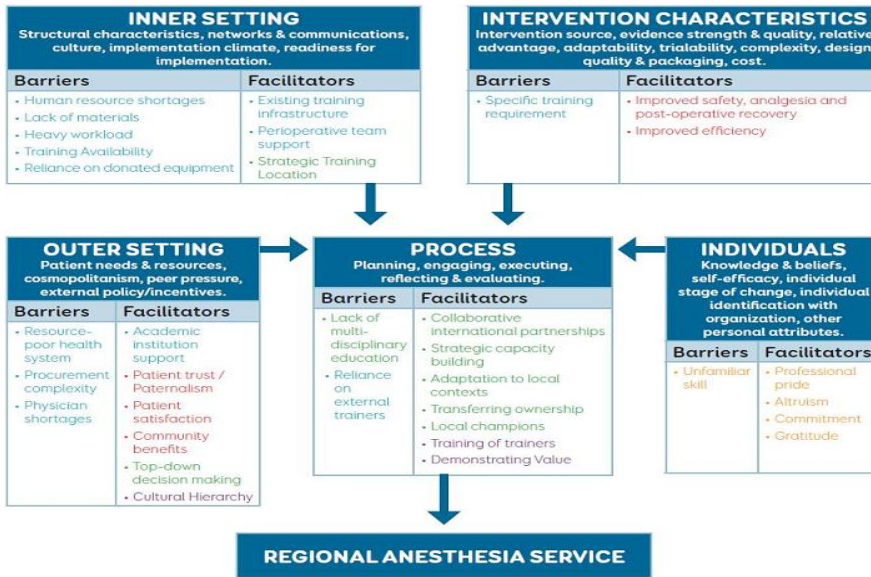 INNER SETTING
Structural characteristics, networks & communications,
culture, implementation climate, readiness for
implementation.
Barriers
• Human resource shortages
• Lack of materials
• Heavy workload
• Training Availability
• Reliance on donated equipment
Facilitators
• Existing training
infrastructure
• Perioperative team
support
• Strategic Training
Location
INTERVENTION CHARACTERISTICS
Intervention source, evidence strength & quality, relative
advantage, adaptability, trialability, complexity, design
quality & packaging, cost.
Barriers
• Specific training
requirement
Facilitators
• Improved safety, analgesia and
post-operative recovery
• Improved efficiency
OUTER SETTING
Patient needs & resources,
cosmopolitanism, peer pressure,
external policy/incentives.
Barriers
• Resource-
poor health
system
• Procurement
complexity
• Physician
shortages
Facilitators
• Academic
institution
support
• Patient trust /
Paternalism
• Patient
satisfaction
• Community
benefits
• Top-down
decision making
• Cultural Hierarchy
PROCESS
Planning, engaging, executing,
reflecting & evaluating.
Barriers
• Lack of
multi-
disciplinary
education
• Reliance
on
external
trainers
Facilitators
• Collaborative
international partnerships
• Strategic capacity
building
• Adaptation to local
contexts
• Transferring ownership
• Local champions
• Training of trainers
• Demonstrating Value
INDIVIDUALS
Knowledge & beliefs,
self-efficacy, individual
stage of change, individual
identification with
organization, other
personal attributes.
Barriers
• Unfamiliar
skill
Facilitators
• Professional
pride
• Altruism
• Commitment
• Gratitude
REGIONAL ANESTHESIA SERVICE